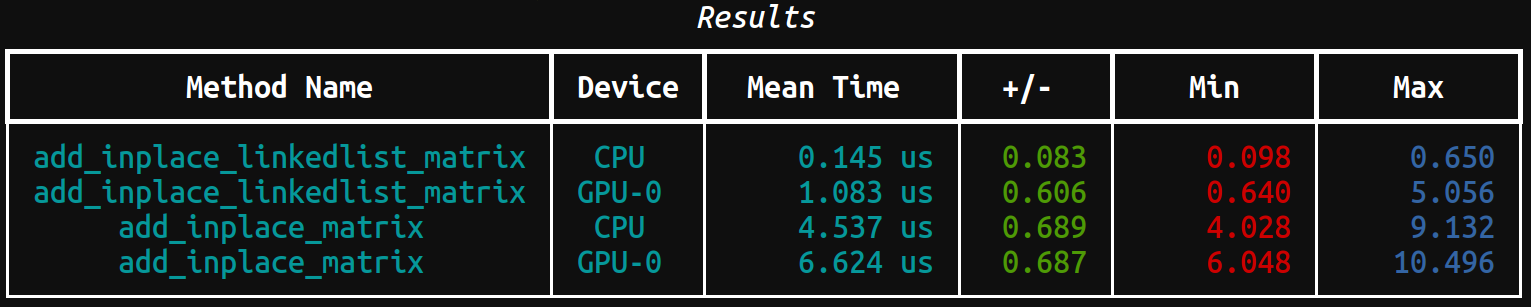 Results
Method Name Device Mean Time +/- Min Max
add_inplace_linkedlist_matrix CPU 0.145 us 0.083 0.098 0.650
add_inplace_linkedlist_matrix GPU-0 1.083 us 0.606 0.640 5.056
add_inplace_matrix CPU 4.537 us 0.689 4.028 9.132
add_inplace_matrix GPU-0 6.624 us 0.687 6.048 10.496